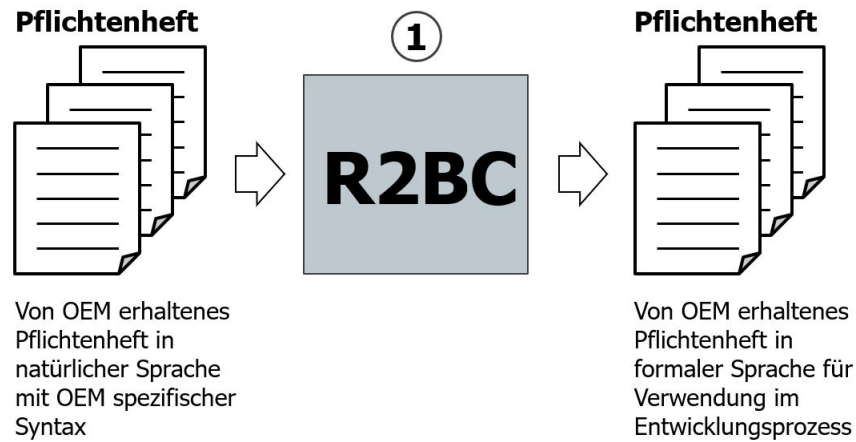 Pflichtenheft
Von OEM erhaltenes
Pflichtenheft in
natürlicher Sprache
mit OEM spezifischer
Syntax
1
R2BC
Pflichtenheft
Von OEM erhaltenes
Pflichtenheft in
formaler Sprache für
Verwendung im
Entwicklungsprozess